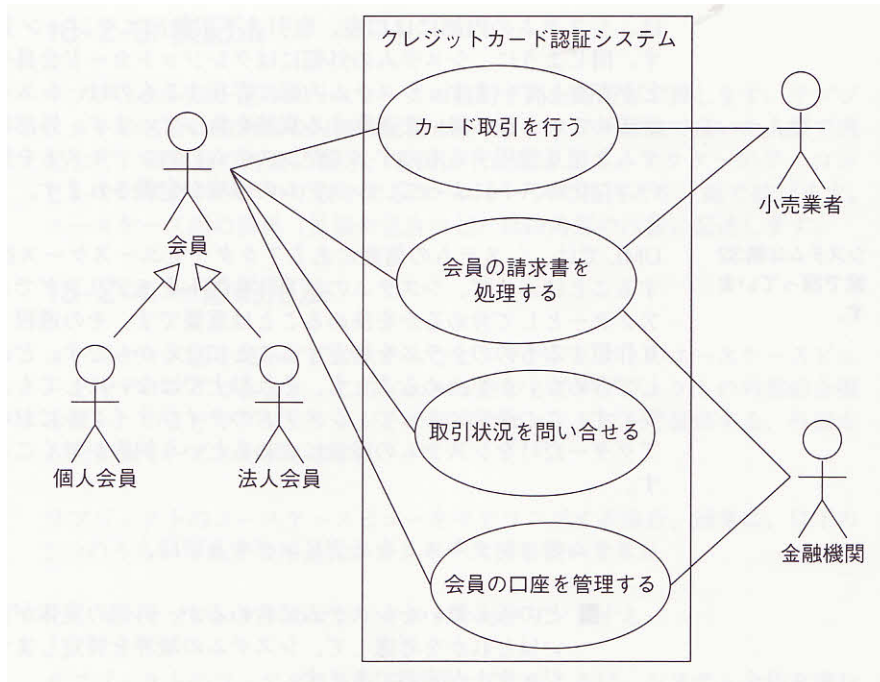 クレジットカード認証システム
カード取引を行う
会員
小売業者
会員の請求書を
処理する
個人会員
法人会員
取引状況を問い合せる
金融機関
会員の口座を管理する